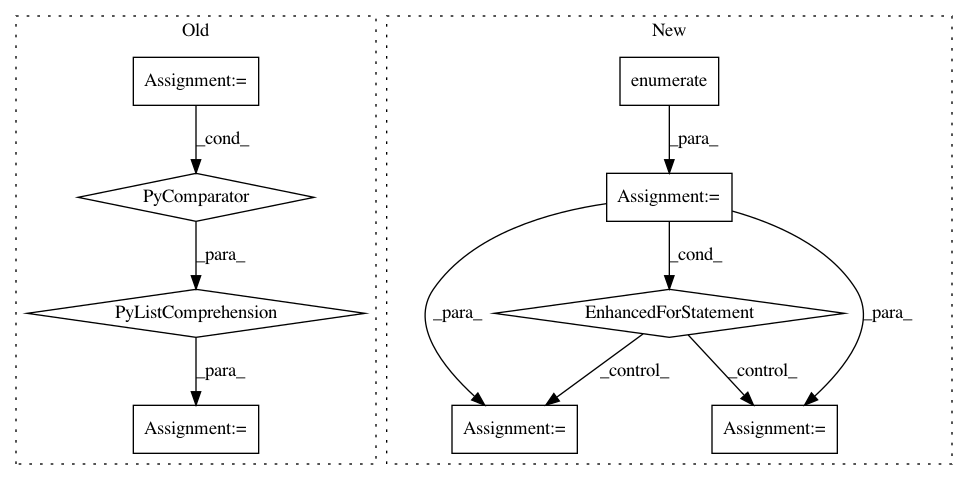 Old
New
Assignment:=
enumerate
_cond_
_para_
PyComparator
Assignment:=
_para_
_cond_
PyListComprehension
_para_
EnhancedForStatement
_para_
_para_
_control_
_control_
Assignment:=
Assignment:=
Assignment:=